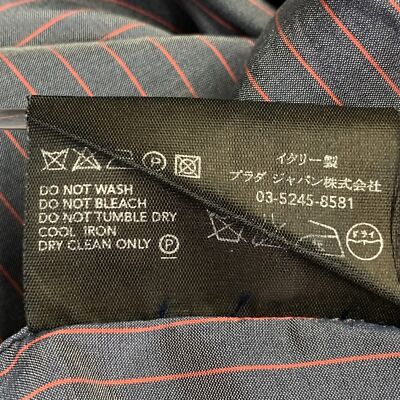 DO NOT WASH
DO NOT BLEACH
DO NOT TUMBLE DRY
COOL IRON
DRY CLEAN ONLY Ⓟ
イタリー製
プラダ ジャパン株式会社
03-5245-8581
ドライ